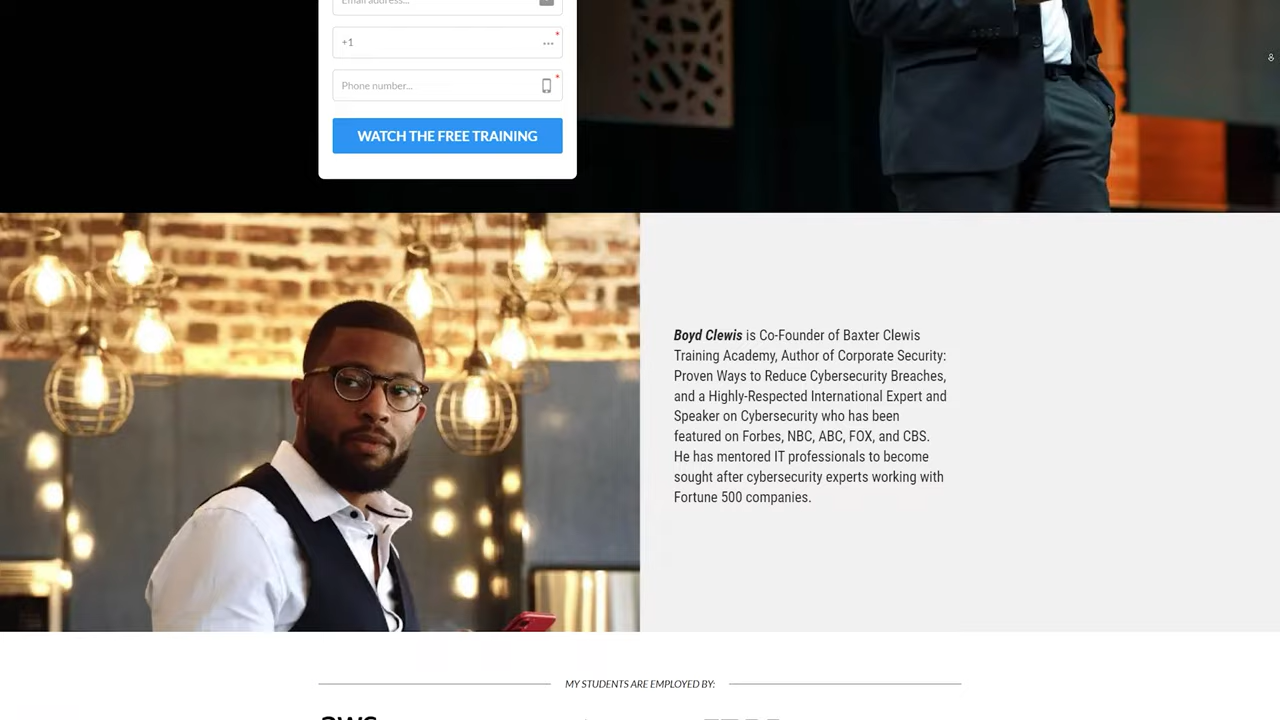 Email address...
+1
Phone number...
WATCH THE FREE TRAINING
Boyd Clewis is Co-Founder of Baxter Clewis
Training Academy, Author of Corporate Security:
Proven Ways to Reduce Cybersecurity Breaches,
and a Highly-Respected International Expert and
Speaker on Cybersecurity who has been
featured on Forbes, NBC, ABC, FOX, and CBS.
He has mentored IT professionals to become
sought after cybersecurity experts working with
Fortune 500 companies.
MY STUDENTS ARE EMPLOYED BY:
aws